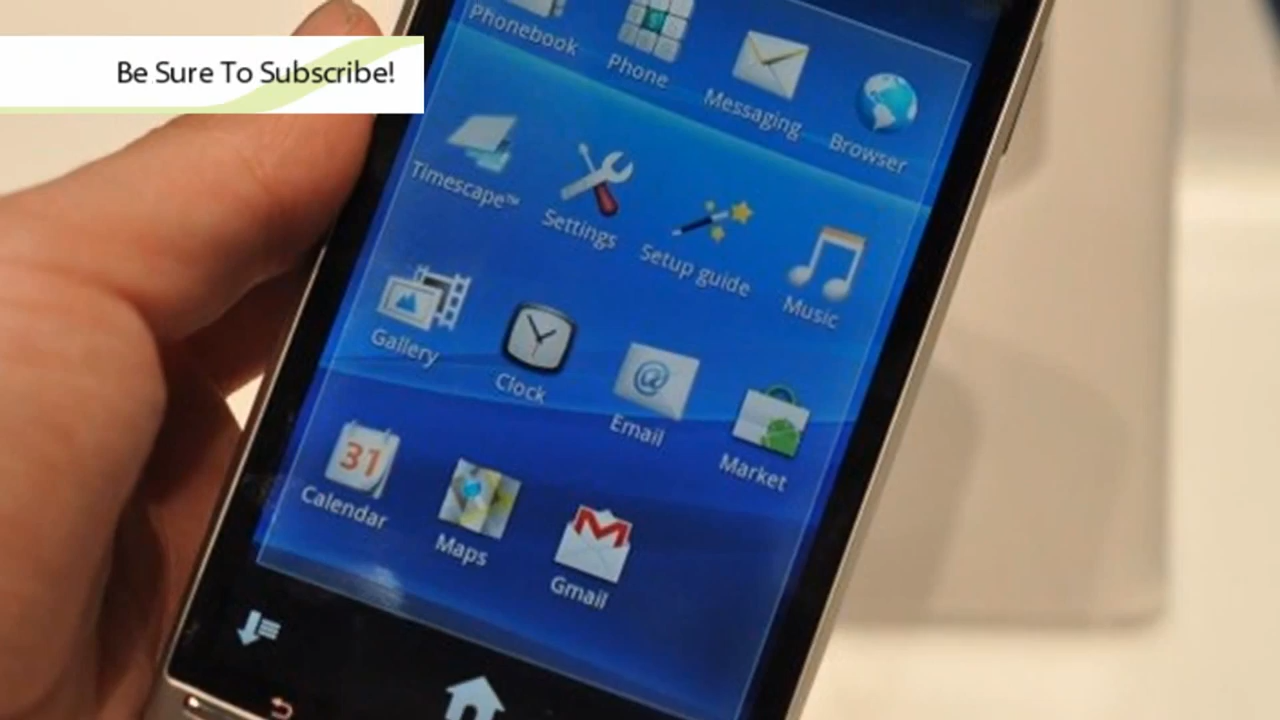 Be Sure To Subscribe!
Phonebook
Phone
Messaging
Browser
Timescape™
Settings
Setup guide
Music
Gallery
Clock
Email
Market
31
Calendar
Maps
Gmail